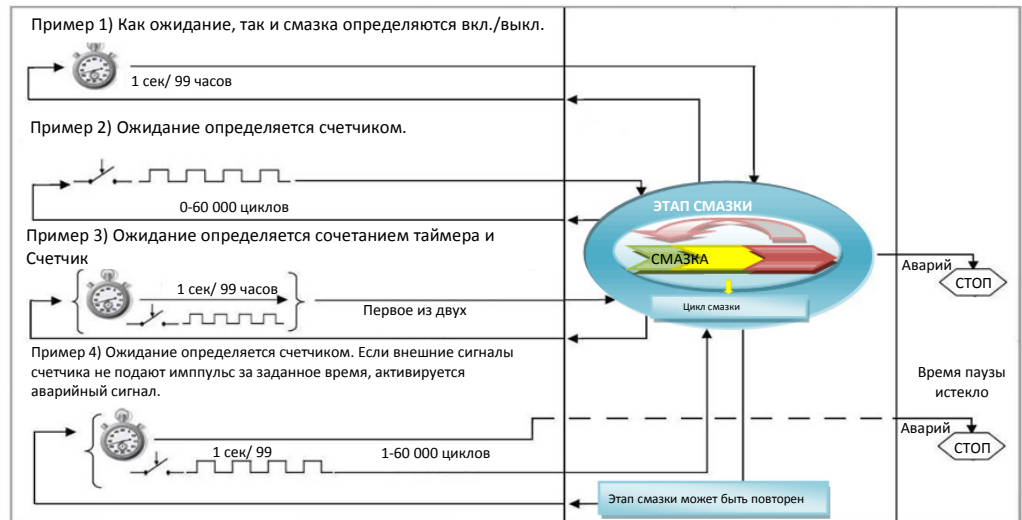 Пример 1) Как ожидание, так и смазка определяются вкл./выкл.
1 сек/ 99 часов
Пример 2) Ожидание определяется счетчиком.
0-60 000 циклов
ЭТАП СМАЗКИ
СМАЗКА
Цикл смазки
Аварий
СТОП
Пример 3) Ожидание определяется сочетанием таймера и
Счетчик
1 сек/ 99 часов
Первое из двух
Пример 4) Ожидание определяется счетчиком. Если внешние сигналы
счетчика не подают имппульс за заданное время, активируется
аварийный сигнал.
Время паузы
истекло
1 сек/ 99
1-60 000 циклов
Аварий
СТОП
Этап смазки может быть повторен